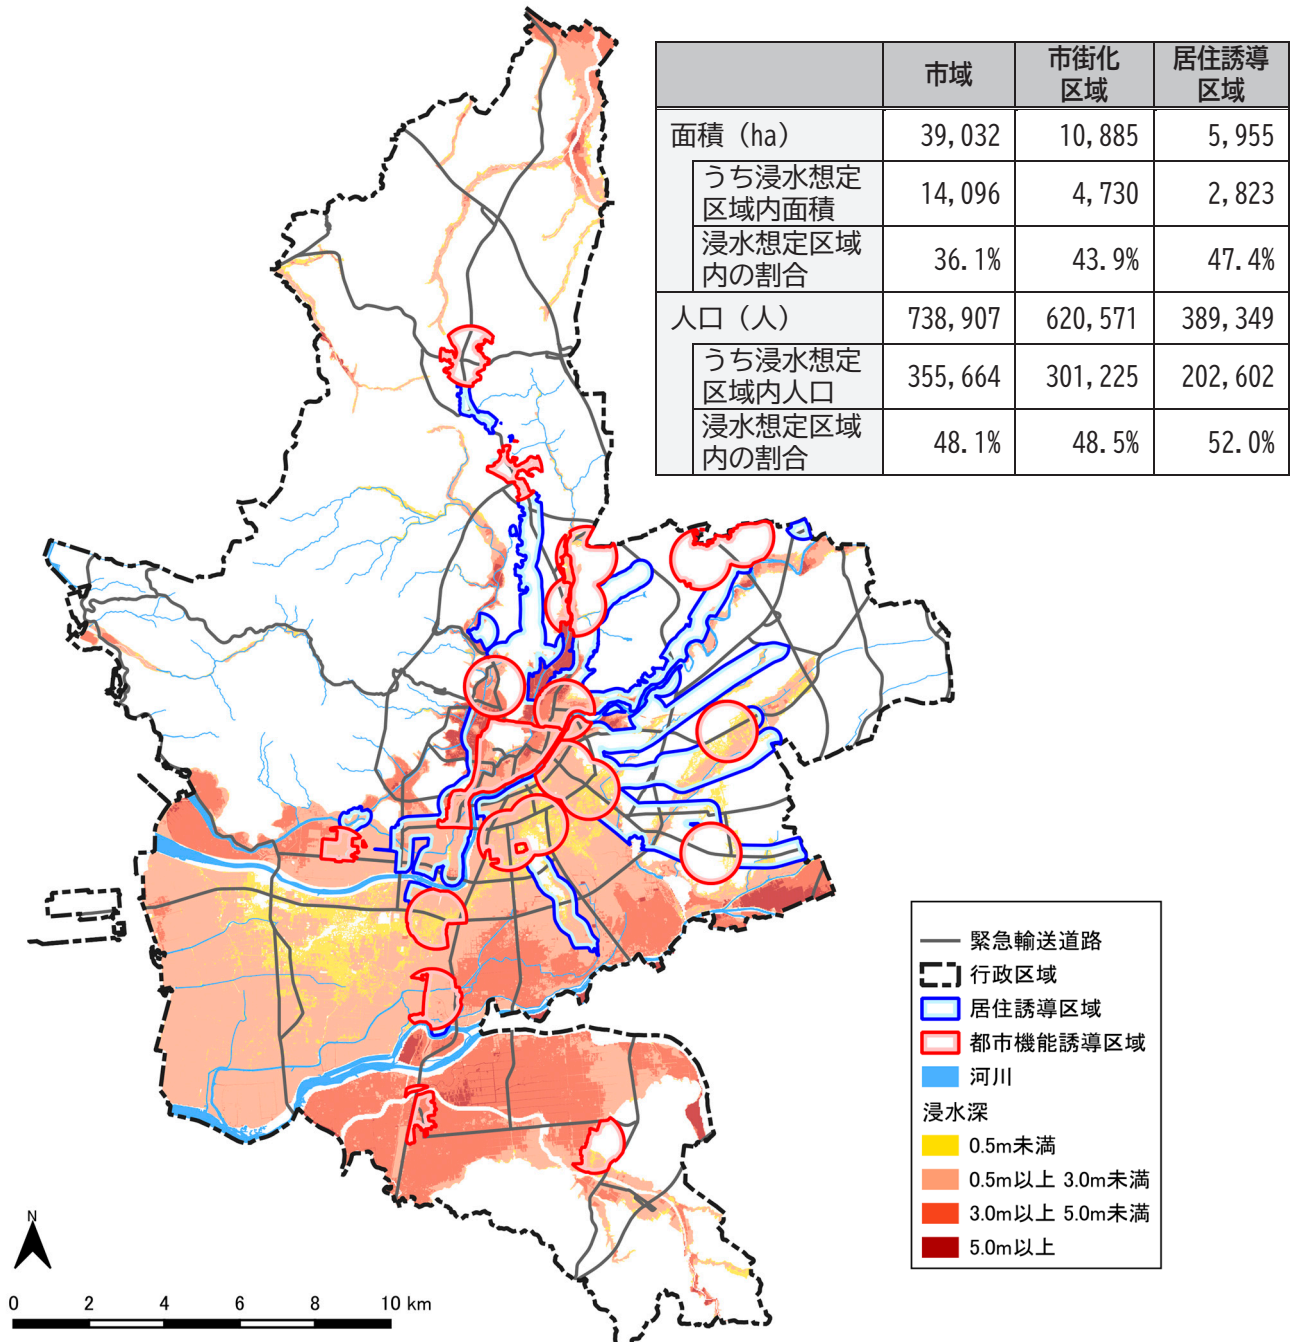 市域
市街化
区域
居住誘導
区域
面積（ha） 39,032 10,885 5,955
うち浸水想定
区域内面積 14,096 4,730 2,823
浸水想定区域
内の割合 36.1% 43.9% 47.4%
人口（人） 738,907 620,571 389,349
うち浸水想定
区域内人口 355,664 301,225 202,602
浸水想定区域
内の割合 48.1% 48.5% 52.0%
緊急輸送道路
行政区域
居住誘導区域
都市機能誘導区域
河川
浸水深
0.5m未満
0.5m以上 3.0m未満
3.0m以上 5.0m未満
5.0m以上
N
0 2 4 6 8 10 km